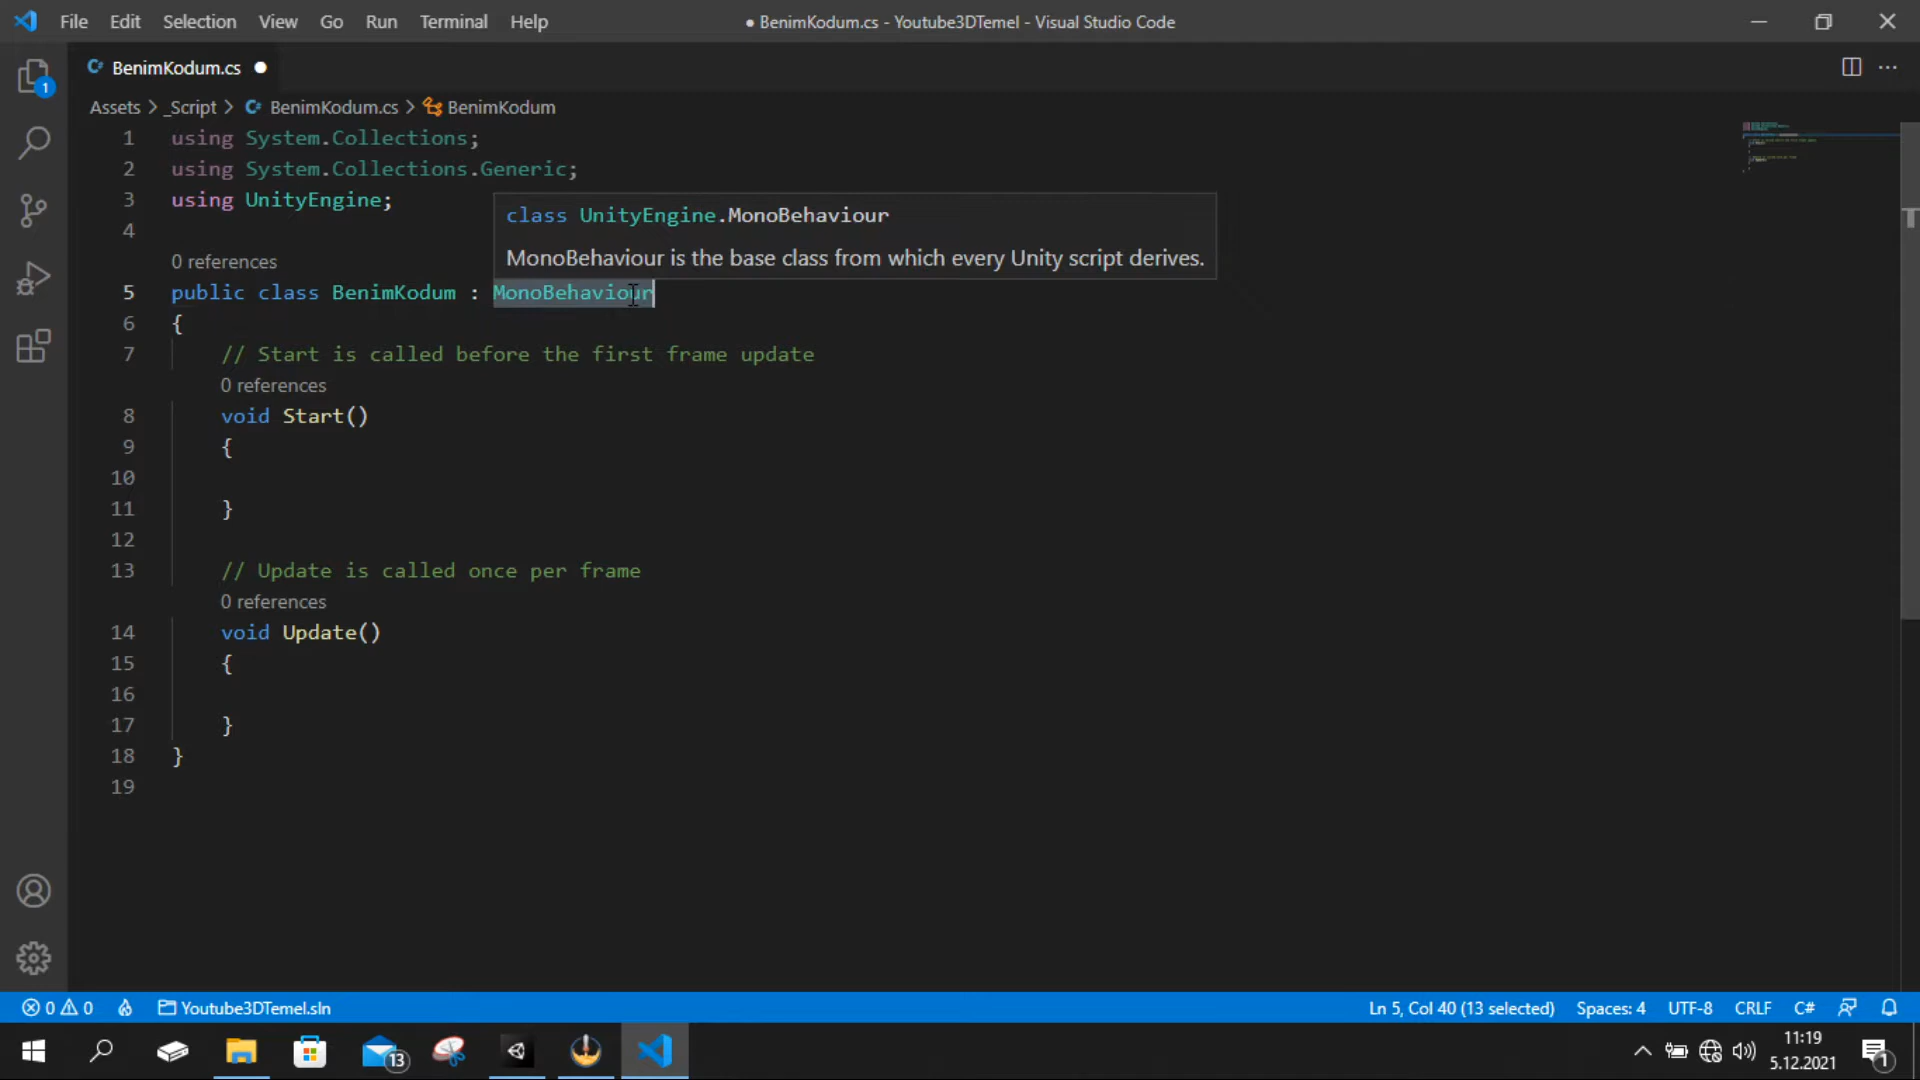 File Edit Selection View Go Run Terminal Help
● BenimKodum.cs - Youtube3DTemel - Visual Studio Code
BenimKodum.cs ●
Assets > _Script > BenimKodum.cs > BenimKodum
1 using System.Collections;
2 using System.Collections.Generic;
3 using UnityEngine;
class UnityEngine.MonoBehaviour
4
MonoBehaviour is the base class from which every Unity script derives.
0 references
5 public class BenimKodum : MonoBehaviour
6 {
7 // Start is called before the first frame update
0 references
8 void Start()
9 {
10
11 }
12
13 // Update is called once per frame
0 references
14 void Update()
15 {
16
17 }
18 }
19
1
0 0 Youtube3DTemel.sln
Ln 5, Col 40 (13 selected) Spaces: 4 UTF-8 CRLF C#
13
11:19
5.12.2021
1